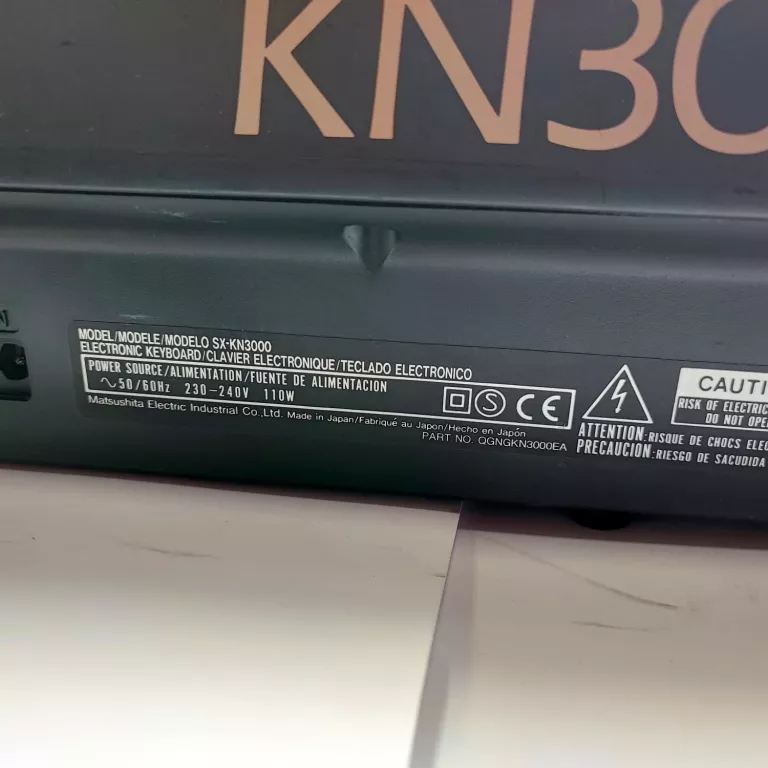 KN30
MODEL/MODELE/MODELO SX-KN3000
ELECTRONIC KEYBOARD/CLAVIER ELECTRONIQUE/TECLADO ELECTRONICO
POWER SOURCE/ALIMENTATION/FUENTE DE ALIMENTACION
∿50/60Hz 230-240V 110W
S CE
Matsushita Electric Industrial Co.,Ltd. Made in Japan/Fabriqué au Japon/Hecho en Japón
PART NO. QGNGKN3000EA
CAUTI
RISK OF ELECTRIC
DO NOT OPE
ATTENTION:RISQUE DE CHOCS ELEC
PRECAUCION:RIESGO DE SACUDIDA